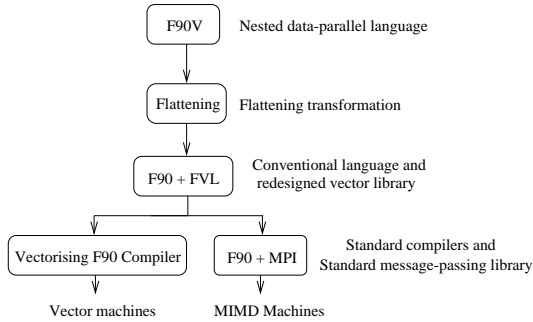 F90V
Nested data-parallel language
Flattening
Flattening transformation
F90 + FVL
Conventional language and
redesigned vector library
Vectorising F90 Compiler
F90 + MPI
Standard compilers and
Standard message-passing library
Vector machines
MIMD Machines